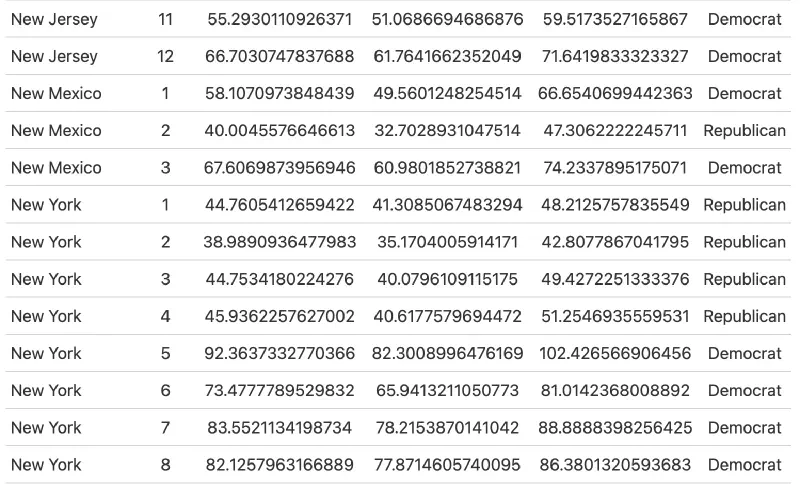 New Jersey 11 55.2930110926371 51.0686694686876 59.5173527165867 Democrat
New Jersey 12 66.7030747837688 61.7641662352049 71.6419833323327 Democrat
New Mexico 1 58.1070973848439 49.5601248254514 66.6540699442363 Democrat
New Mexico 2 40.0045576646613 32.7028931047514 47.3062222245711 Republican
New Mexico 3 67.6069873956946 60.9801852738821 74.2337895175071 Democrat
New York 1 44.7605412659422 41.3085067483294 48.2125757835549 Republican
New York 2 38.9890936477983 35.1704005914171 42.8077867041795 Republican
New York 3 44.7534180224276 40.0796109115175 49.4272251333376 Republican
New York 4 45.9362257627002 40.6177569694472 51.2546935559531 Republican
New York 5 92.3637332770366 82.3008996476169 102.426566906456 Democrat
New York 6 73.4777789529832 65.9413211050773 81.0142368008892 Democrat
New York 7 83.5521134198734 78.2153870141042 88.8888398256425 Democrat
New York 8 82.1257963166889 77.8714605740095 86.3801320593683 Democrat